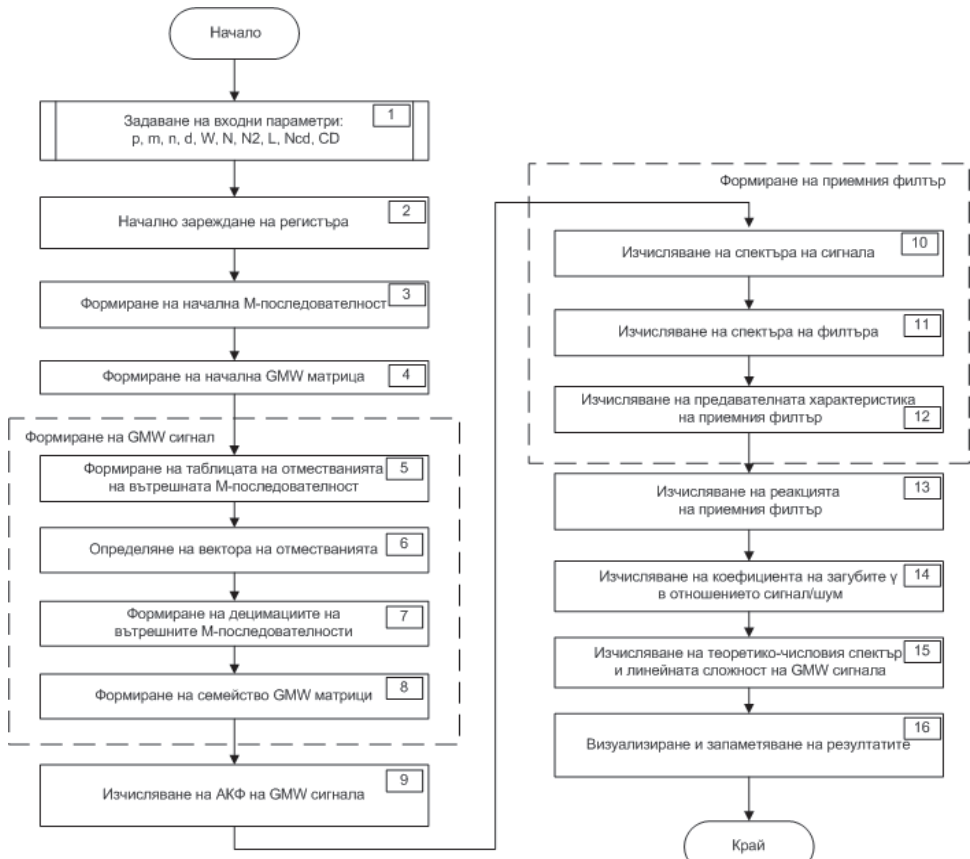 Начало
1
Задаване на входни параметри:
p, m, n, d, W, N, N2, L, Ncd, CD
2
Начално зареждане на регистъра
3
Формиране на начална М-последователност
4
Формиране на начална GMW матрица
Формиране на GMW сигнал
5
Формиране на таблицата на отместванията
на вътрешната М-последователност
6
Определяне на вектора на отместванията
7
Формиране на децимациите на
вътрешните М-последователности
8
Формиране на семейство GMW матрици
9
Изчисляване на АКФ на GMW сигнала
Формиране на приемния филтър
10
Изчисляване на спектъра на сигнала
11
Изчисляване на спектъра на филтъра
Изчисляване на предавателната характеристика
на приемния филтър
12
13
Изчисляване на реакцията
на приемния филтър
14
Изчисляване на коефициента на загубите γ
в отношението сигнал/шум
15
Изчисляване на теоретико-числовия спектър
и линейната сложност на GMW сигнала
16
Визуализиране и запаметяване на резултатите
Край